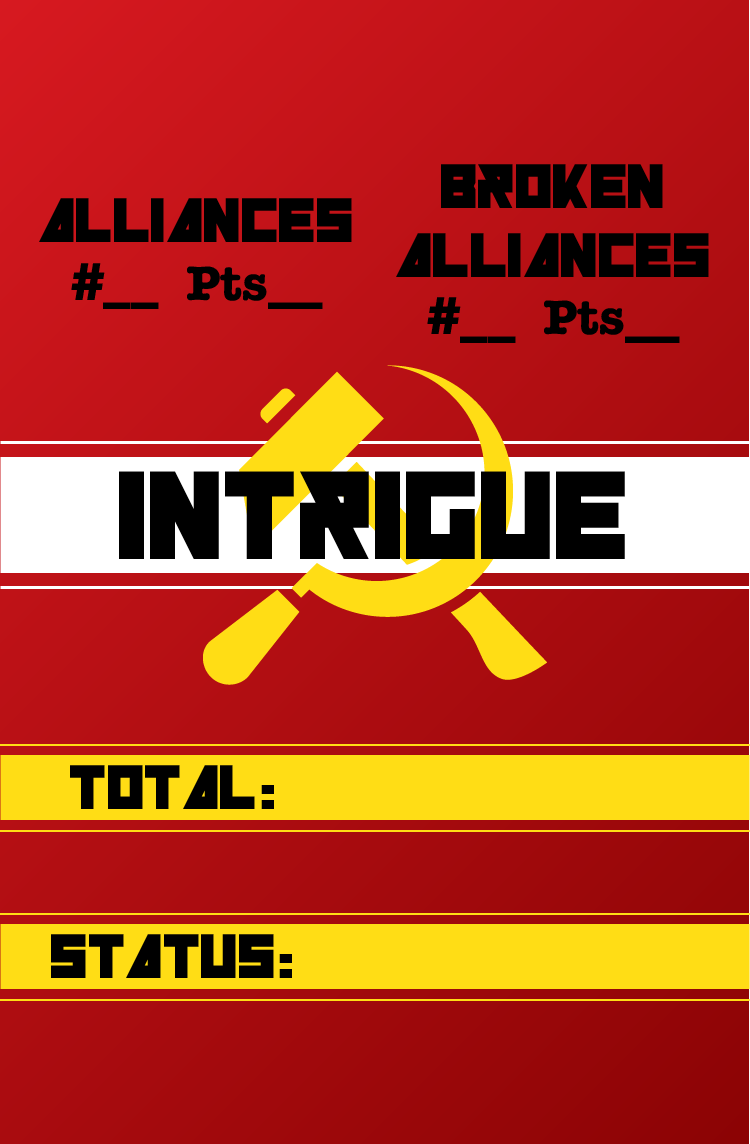 ALLIANCES
#__ Pts__
BROKEN
ALLIANCES
#__ Pts__
INTRIGUE
TOTAL:
STATUS: